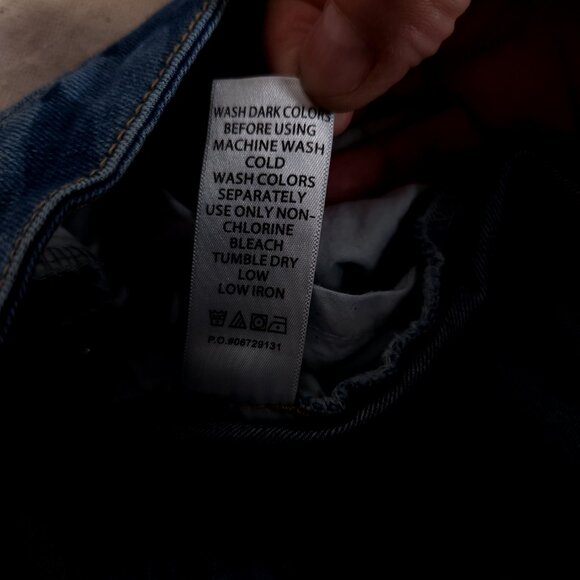 WASH DARK COLORS
BEFORE USING
MACHINE WASH
COLD
WASH COLORS
SEPARATELY
USE ONLY NON-
CHLORINE
BLEACH
TUMBLE DRY
LOW
LOW IRON
P.O.#06729131